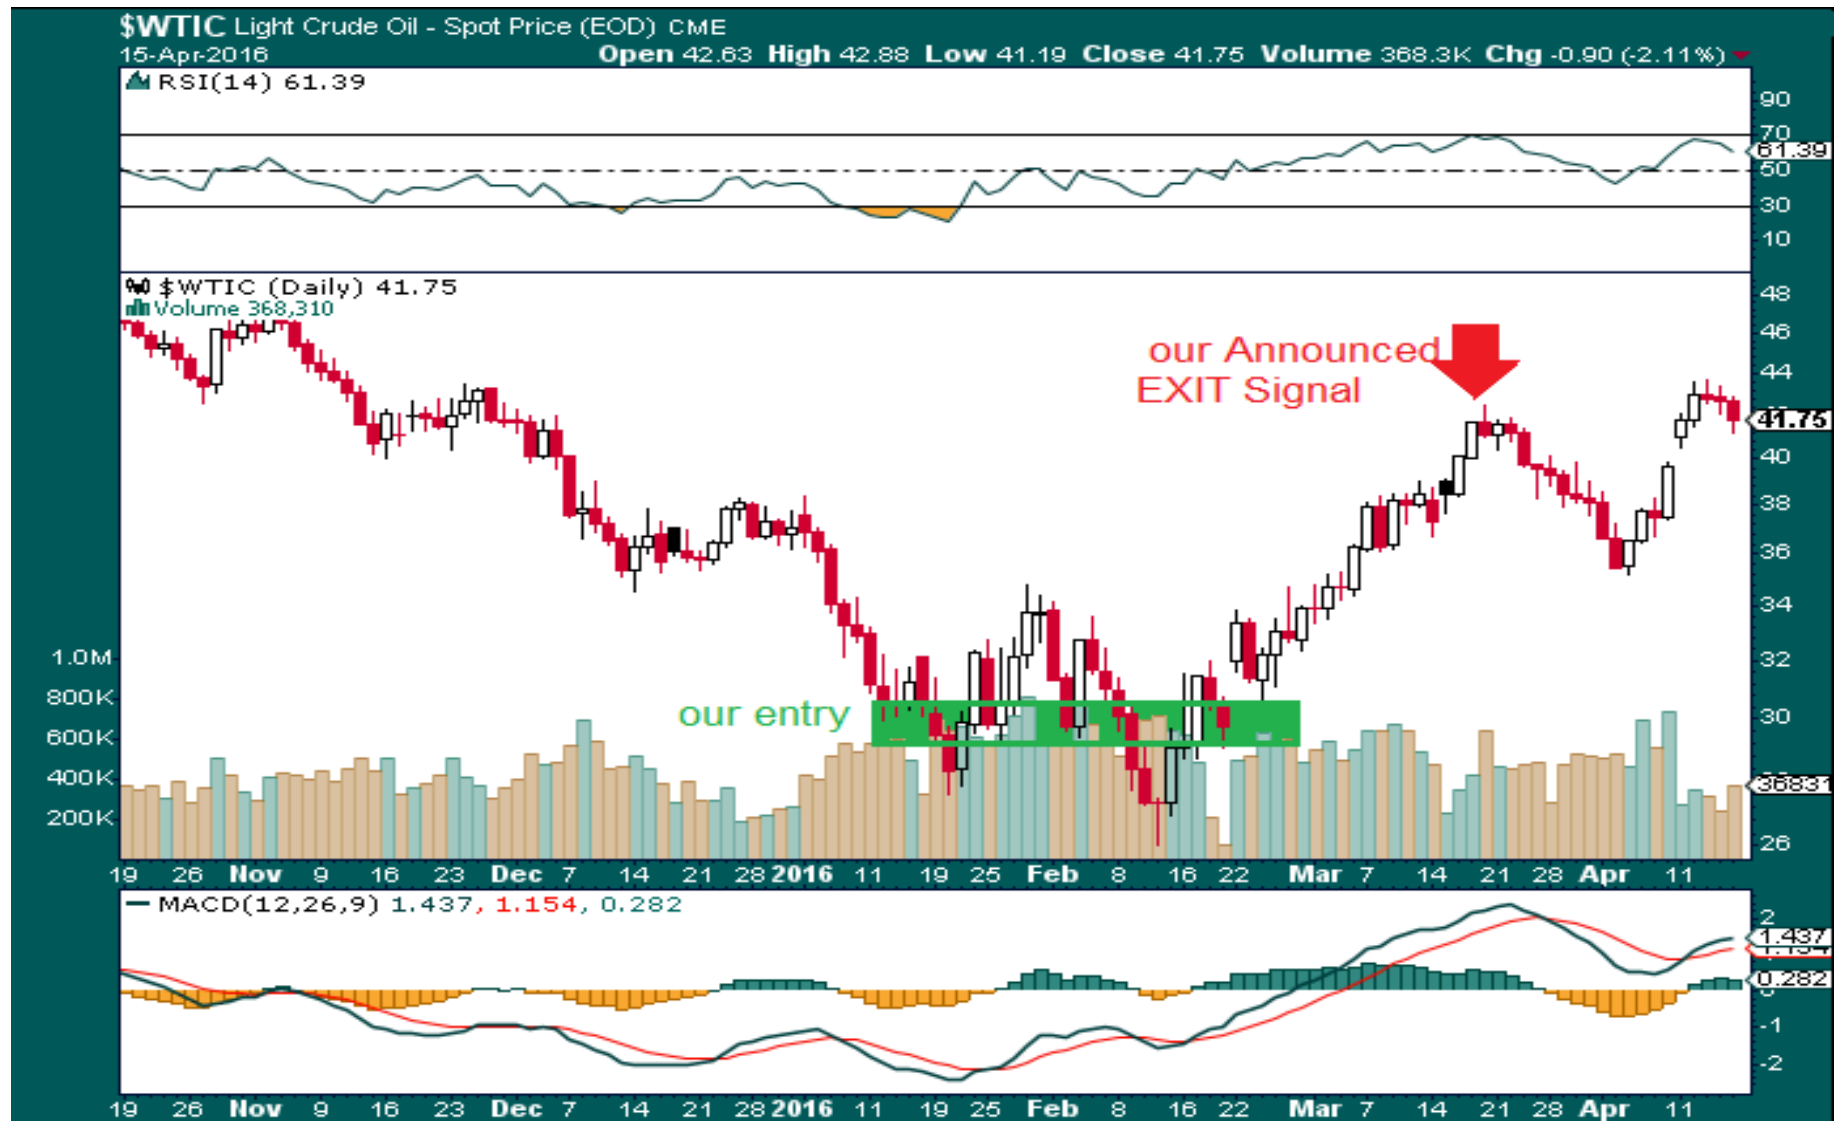 $WTIC Light Crude Oil - Spot Price (EOD) CME
15-Apr-2016 Open 42.63 High 42.88 Low 41.19 Close 41.75 Volume 368.3K Chg -0.90 (-2.11%)
RSI(14) 61.39
90
70
61.39
50
30
10
$WTIC (Daily) 41.75
Volume 368,310
48
46
our Announced
EXIT Signal
44
41.75
40
38
36
34
1.0M
32
800K
our entry
30
600K
400K
36831
200K
26
19 26 Nov 9 16 23 Dec 7 14 21 28 2016 11 19 25 Feb 8 16 22 Mar 7 14 21 28 Apr 11
MACD(12,26,9) 1.437, 1.154, 0.282
2
1.437
0.282
-1
-2
19 26 Nov 9 16 23 Dec 7 14 21 28 2016 11 19 25 Feb 8 16 22 Mar 7 14 21 28 Apr 11